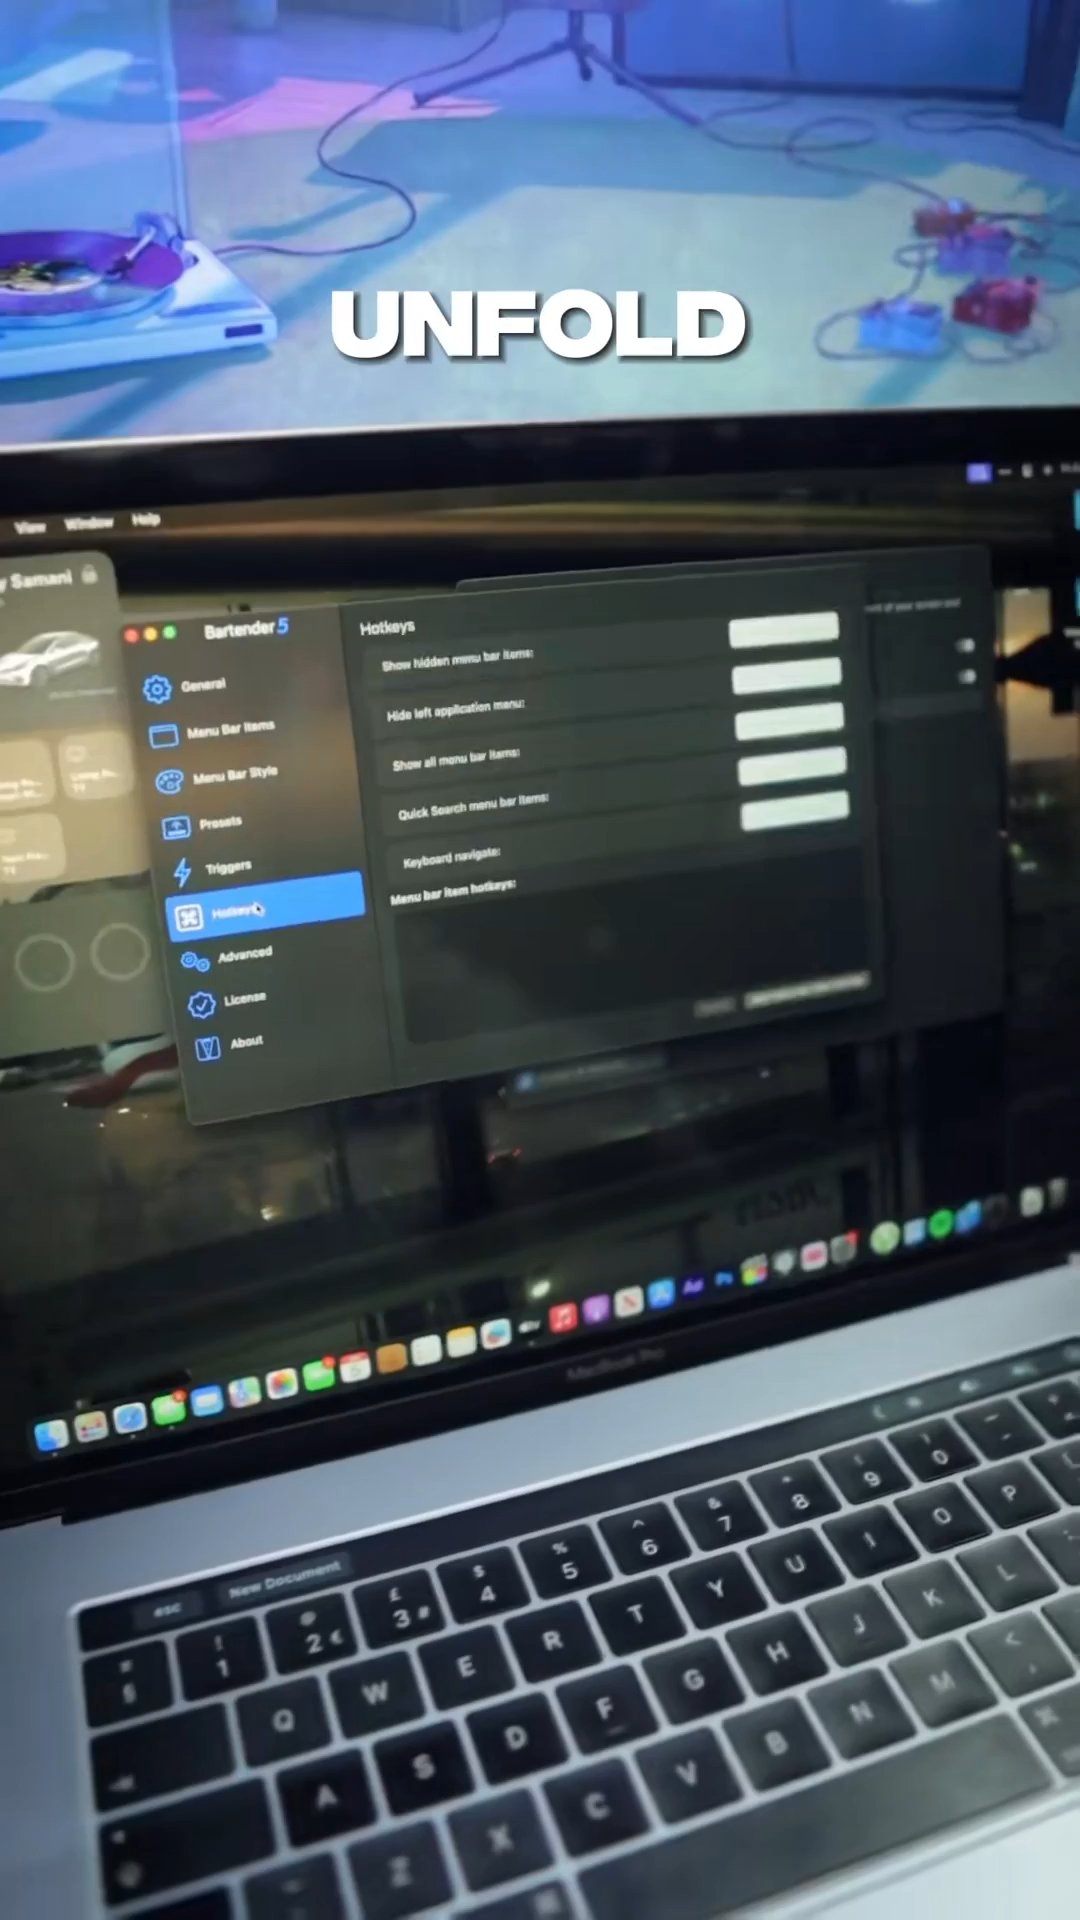 UNFOLD
View Window Help
Samani
Bartender 5
General
Menu Bar Items
Menu Bar Style
Presets
Triggers
Hotkeys
Advanced
License
About
Hotkeys
Show hidden menu bar items:
Hide left application menu:
Show all menu bar items:
Quick Search menu bar items:
Keyboard navigate:
Menu bar item hotkeys:
MacBook Pro
esc New Document
§ ! 1 @ 2 € £ 3 # $ 4 % 5 ^ 6 & 7 * 8 ( 9 ) 0
Q W E R T Y U I O P
A S D F G H J K L
Z X C V B N M <